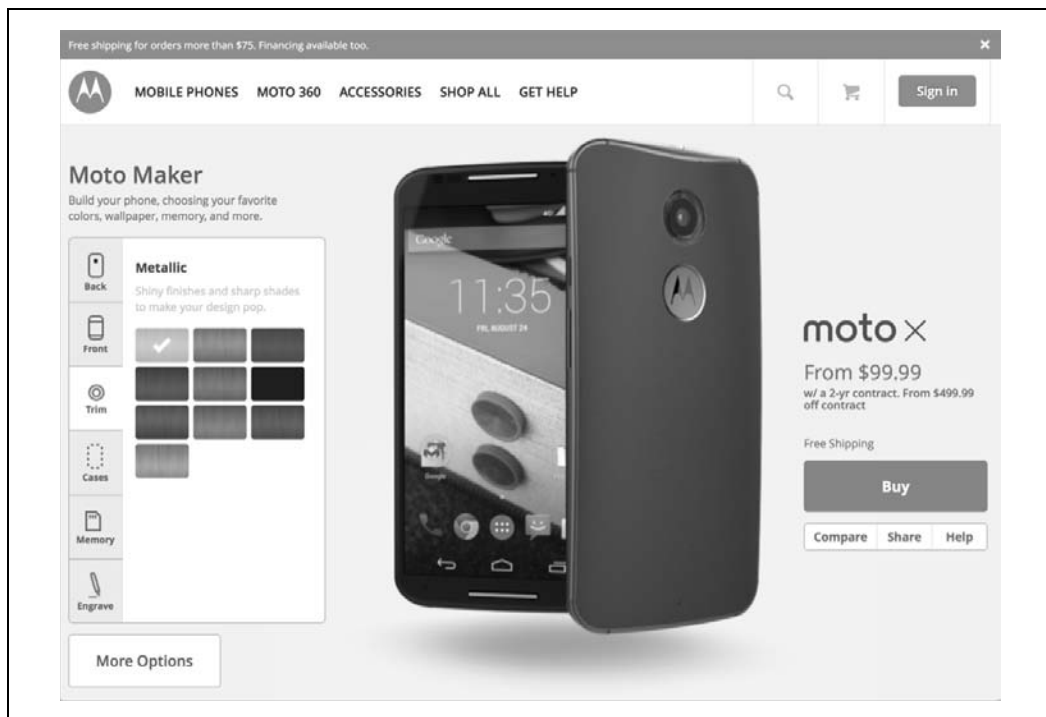 Free shipping for orders more than $75. Financing available too.
MOBILE PHONES MOTO 360 ACCESSORIES SHOP ALL GET HELP
Sign in
Moto Maker
Build your phone, choosing your favorite
colors, wallpaper, memory, and more.
Back
Front
Trim
Cases
Memory
Engrave
Metallic
Shiny finishes and sharp shades
to make your design pop.
More Options
Google
11:35
FRI, AUGUST 24
Google
moto x
From $99.99
w/ a 2-yr contract. From $499.99
off contract
Free Shipping
Buy
Compare Share Help